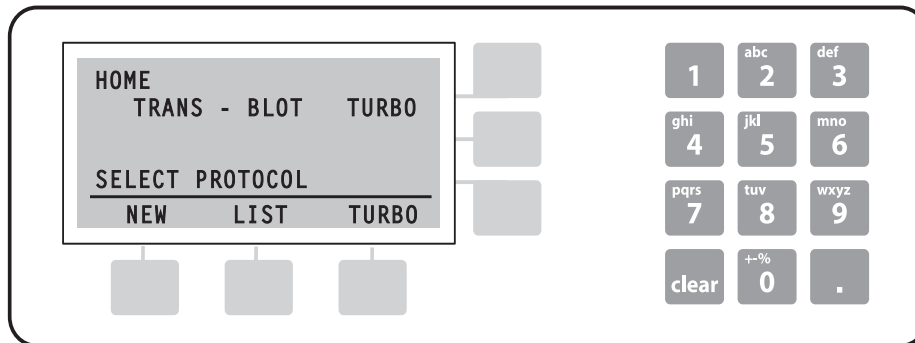 HOME
TRANS - BLOT TURBO
SELECT PROTOCOL
NEW LIST TURBO
1
abc
2
def
3
ghi
4
jkl
5
mno
6
pqrs
7
tuv
8
wxyz
9
clear
+-%
0
.